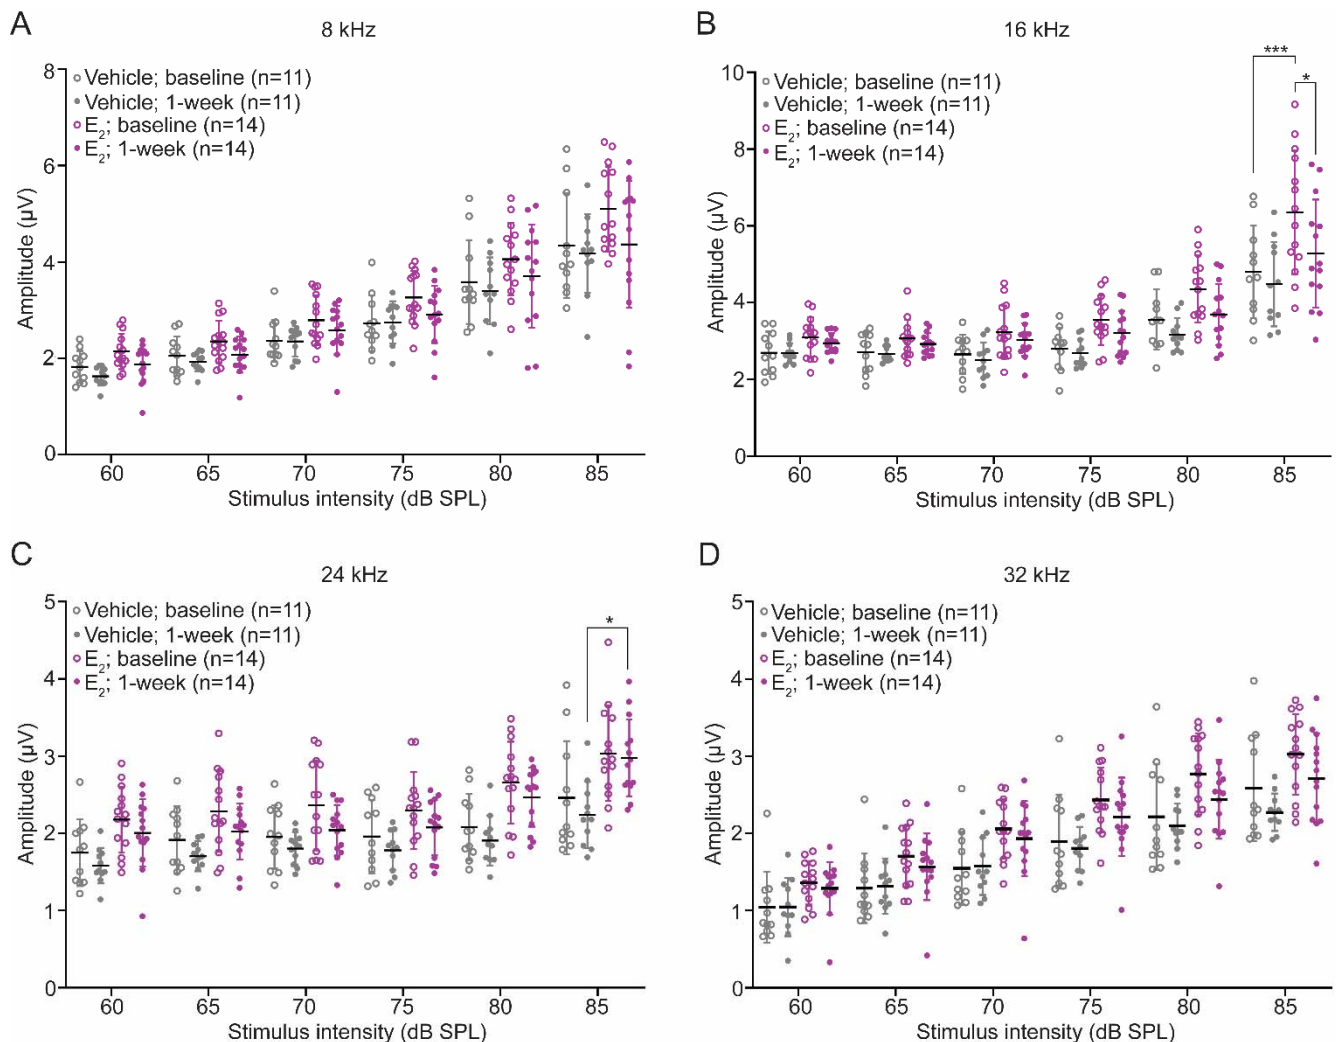 A
8 kHz
Vehicle; baseline (n=11)
Vehicle; 1-week (n=11)
E2; baseline (n=14)
E2; 1-week (n=14)
Amplitude (µV)
8
6
4
2
0
60 65 70 75 80 85
Stimulus intensity (dB SPL)
B
16 kHz
Vehicle; baseline (n=11)
Vehicle; 1-week (n=11)
E2; baseline (n=14)
E2; 1-week (n=14)
***
*
Amplitude (µV)
10
8
6
4
2
0
60 65 70 75 80 85
Stimulus intensity (dB SPL)
C
24 kHz
Vehicle; baseline (n=11)
Vehicle; 1-week (n=11)
E2; baseline (n=14)
E2; 1-week (n=14)
*
Amplitude (µV)
5
4
3
2
1
0
60 65 70 75 80 85
Stimulus intensity (dB SPL)
D
32 kHz
Vehicle; baseline (n=11)
Vehicle; 1-week (n=11)
E2; baseline (n=14)
E2; 1-week (n=14)
Amplitude (µV)
5
4
3
2
1
0
60 65 70 75 80 85
Stimulus intensity (dB SPL)